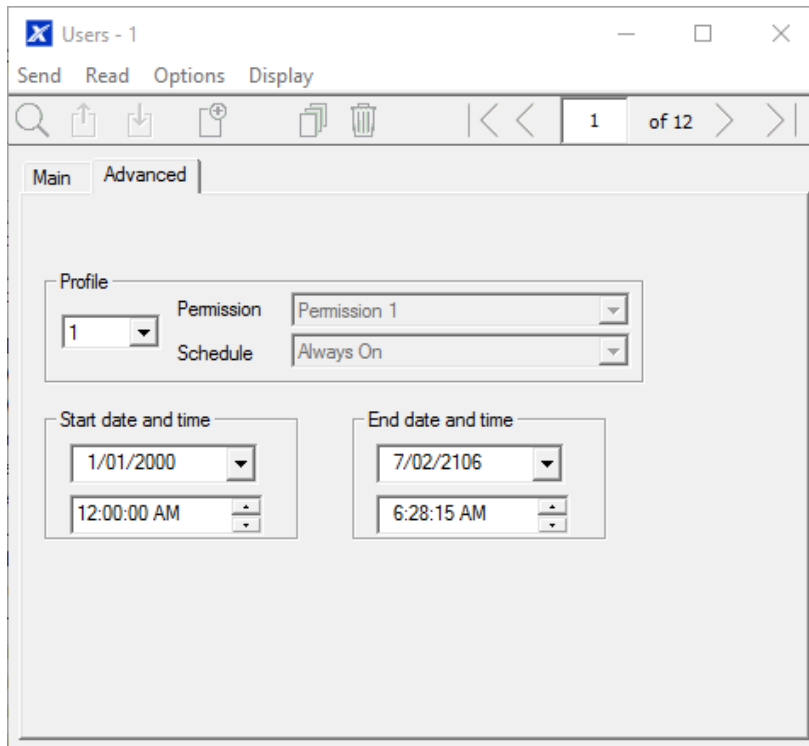 Users - 1
Send Read Options Display
1 of 12
Main Advanced
Profile
1
Permission Permission 1
Schedule Always On
Start date and time
1/01/2000
12:00:00 AM
End date and time
7/02/2106
6:28:15 AM